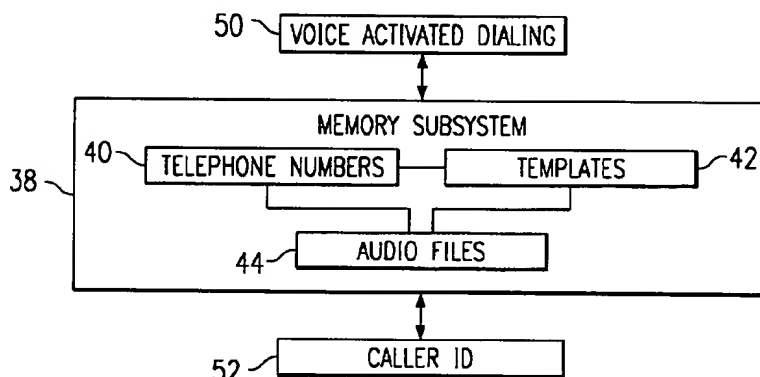 50 VOICE ACTIVATED DIALING
MEMORY SUBSYSTEM
40 TELEPHONE NUMBERS TEMPLATES 42
38
44 AUDIO FILES
52 CALLER ID